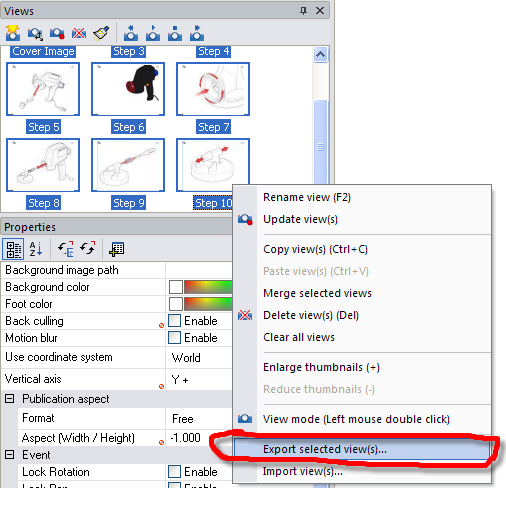 Views
Cover Image Step 3 Step 4
Step 5 Step 6 Step 7
Step 8 Step 9 Step 10
Rename view (F2)
Update view(s)
Copy view(s) (Ctrl+C)
Paste view(s) (Ctrl+V)
Merge selected views
Delete view(s) (Del)
Clear all views
Enlarge thumbnails (+)
Reduce thumbnails (-)
View mode (Left mouse double click)
Export selected view(s)...
Import view(s)...
Properties
Background image path
Background color
Foot color
Back culling Enable
Motion blur Enable
Use coordinate system World
Vertical axis Y +
Publication aspect
Format Free
Aspect (Width / Height) -1.000
Event
Lock Rotation Enable
Lock Pan Enable